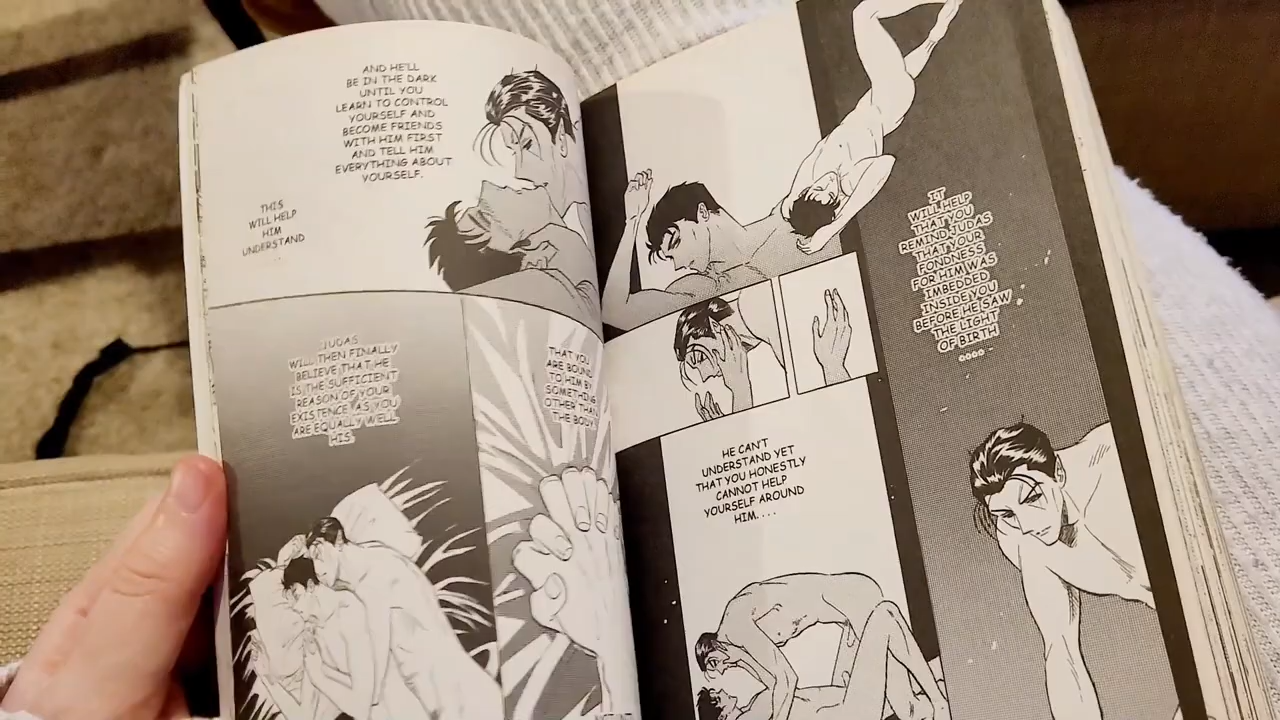 AND HE'LL
BE IN THE DARK
UNTIL YOU
LEARN TO CONTROL
YOURSELF AND
BECOME FRIENDS
WITH HIM FIRST
AND TELL HIM
EVERYTHING ABOUT
YOURSELF.
THIS
WILL HELP
HIM
UNDERSTAND
. .
THAT YOU
ARE BOUND
TO HIM BY
SOMETHING
OTHER THAN
THE BODY.
JUDAS
WILL THEN FINALLY
BELIEVE THAT HE
IS THE SUFFICIENT
REASON OF YOUR
EXISTENCE AS YOU
ARE EQUALLY WELL
HIS.
IT
WILL HELP
THAT YOU
REMIND JUDAS
THAT YOUR
FONDNESS
FOR HIM WAS
IMBEDDED
INSIDE YOU
BEFORE HE SAW
THE LIGHT
OF BIRTH
HE CAN'T
UNDERSTAND YET
THAT YOU HONESTLY
CANNOT HELP
YOURSELF AROUND
HIM. . . .